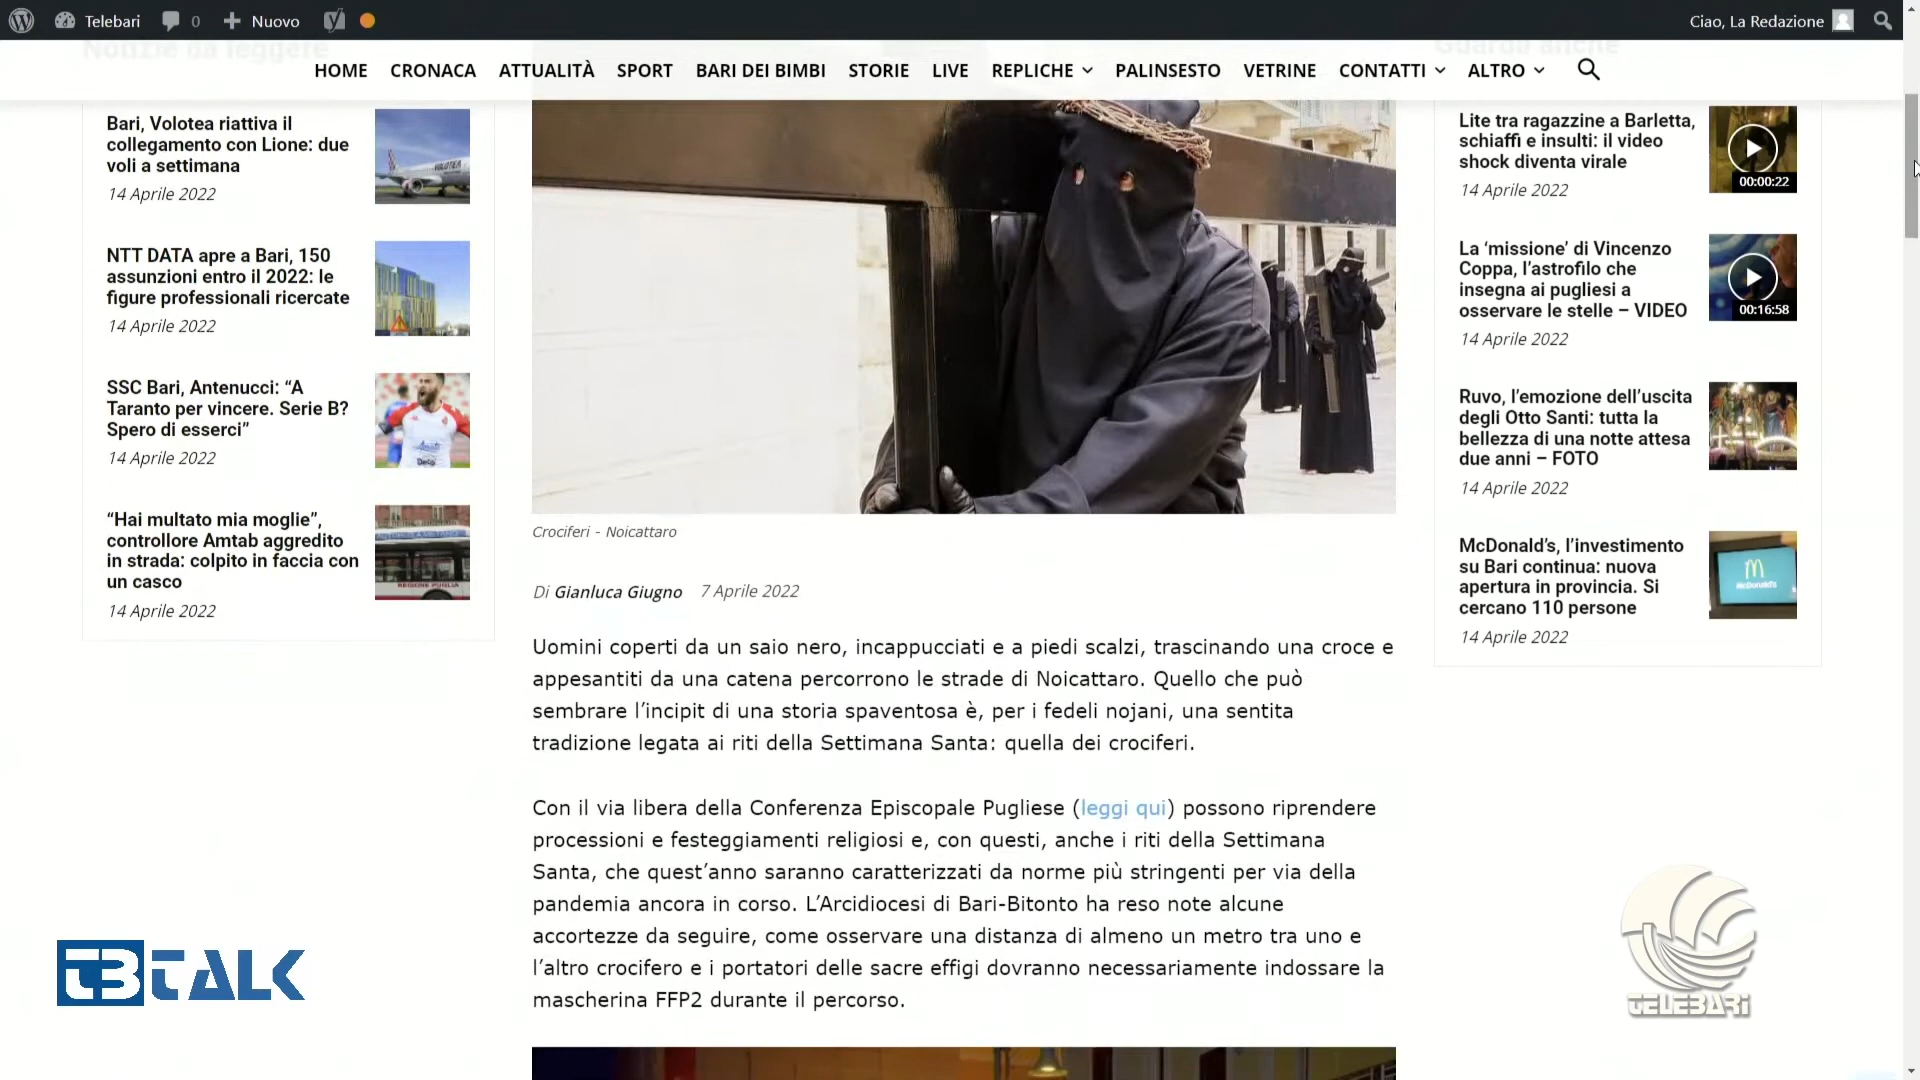 Telebari
0
Nuovo
Ciao, La Redazione
Notizie da leggere
Guarda anche
HOME
CRONACA
ATTUALITÀ
SPORT
BARI DEI BIMBI
STORIE
LIVE
REPLICHE
PALINSESTO
VETRINE
CONTATTI
ALTRO
Bari, Volotea riattiva il
collegamento con Lione: due
voli a settimana
14 Aprile 2022
VOLOTEA
NTT DATA apre a Bari, 150
assunzioni entro il 2022: le
figure professionali ricercate
14 Aprile 2022
SSC Bari, Antenucci: “A
Taranto per vincere. Serie B?
Spero di esserci”
14 Aprile 2022
“Hai multato mia moglie”,
controllore Amtab aggredito
in strada: colpito in faccia con
un casco
14 Aprile 2022
REGIONE PUGLIA
Crociferi - Noicattaro
Di Gianluca Giugno 7 Aprile 2022
Uomini coperti da un saio nero, incappucciati e a piedi scalzi, trascinando una croce e
appesantiti da una catena percorrono le strade di Noicattaro. Quello che può
sembrare l’incipit di una storia spaventosa è, per i fedeli nojani, una sentita
tradizione legata ai riti della Settimana Santa: quella dei crociferi.
Con il via libera della Conferenza Episcopale Pugliese (leggi qui) possono riprendere
processioni e festeggiamenti religiosi e, con questi, anche i riti della Settimana
Santa, che quest’anno saranno caratterizzati da norme più stringenti per via della
pandemia ancora in corso. L’Arcidiocesi di Bari-Bitonto ha reso note alcune
accortezze da seguire, come osservare una distanza di almeno un metro tra uno e
l’altro crocifero e i portatori delle sacre effigi dovranno necessariamente indossare la
mascherina FFP2 durante il percorso.
Lite tra ragazzine a Barletta,
schiaffi e insulti: il video
shock diventa virale
14 Aprile 2022
00:00:22
La ‘missione’ di Vincenzo
Coppa, l’astrofilo che
insegna ai pugliesi a
osservare le stelle – VIDEO
14 Aprile 2022
00:16:58
Ruvo, l’emozione dell’uscita
degli Otto Santi: tutta la
bellezza di una notte attesa
due anni – FOTO
14 Aprile 2022
McDonald’s, l’investimento
su Bari continua: nuova
apertura in provincia. Si
cercano 110 persone
14 Aprile 2022
McDonald's
TB TALK
TELEBARI